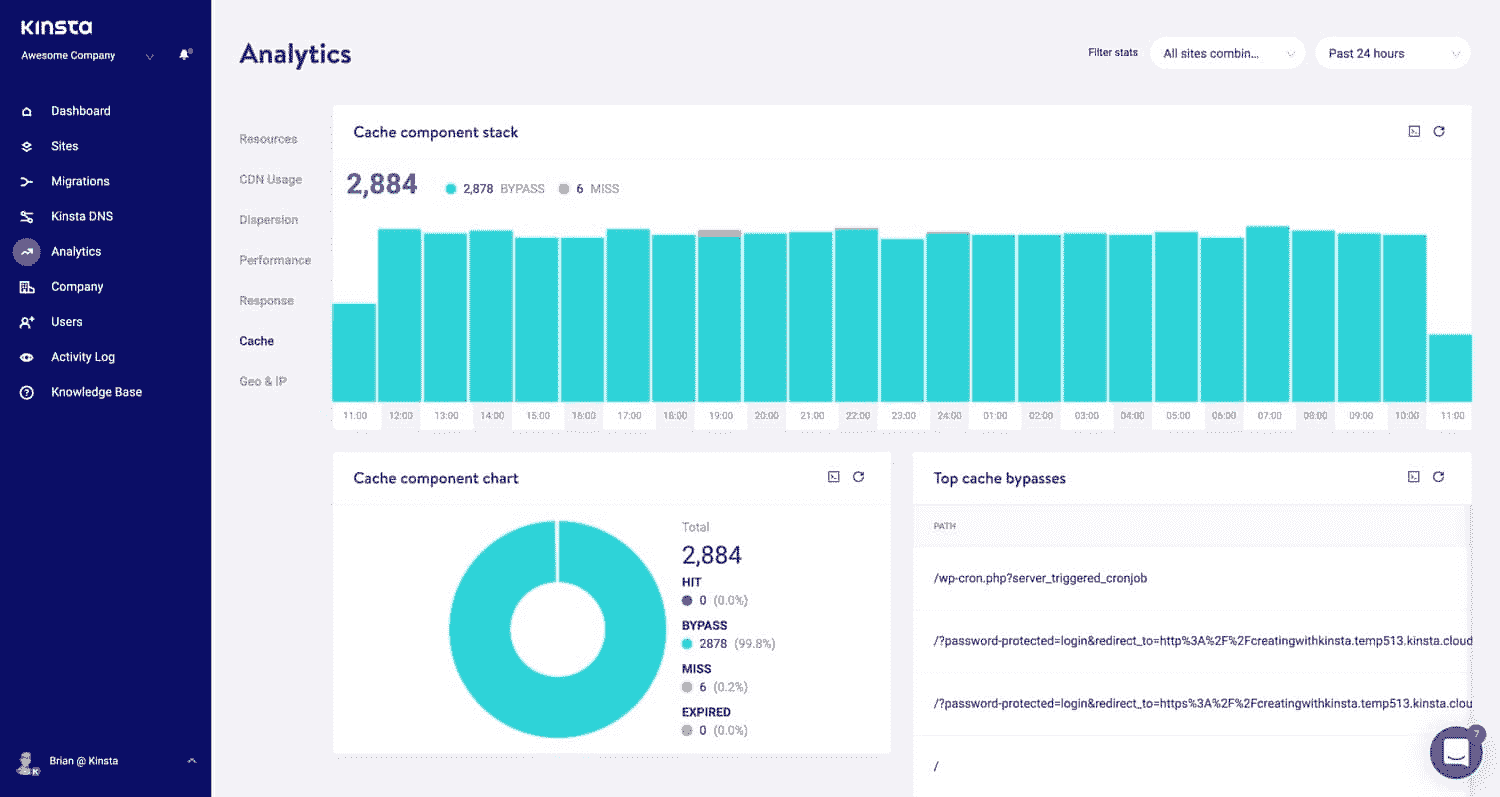 KINSTA
Awesome Company
Dashboard
Sites
Migrations
Kinsta DNS
Analytics
Company
Users
Activity Log
Knowledge Base
Brian @ Kinsta
K
Analytics
Filter stats
All sites combin...
Past 24 hours
Resources
CDN Usage
Dispersion
Performance
Response
Cache
Geo & IP
Cache component stack
2,884 2,878 BYPASS 6 MISS
11:00 12:00 13:00 14:00 15:00 16:00 17:00 18:00 19:00 20:00 21:00 22:00 23:00 24:00 01:00 02:00 03:00 04:00 05:00 06:00 07:00 08:00 09:00 10:00 11:00
Cache component chart
Total
2,884
HIT
0 (0.0%)
BYPASS
2878 (99.8%)
MISS
6 (0.2%)
EXPIRED
0 (0.0%)
Top cache bypasses
PATH
/wp-cron.php?server_triggered_cronjob
/?password-protected=login&redirect_to=http%3A%2F%2Fcreatingwithkinsta.temp513.kinsta.cloud
/?password-protected=login&redirect_to=https%3A%2F%2Fcreatingwithkinsta.temp513.kinsta.clou
/
7